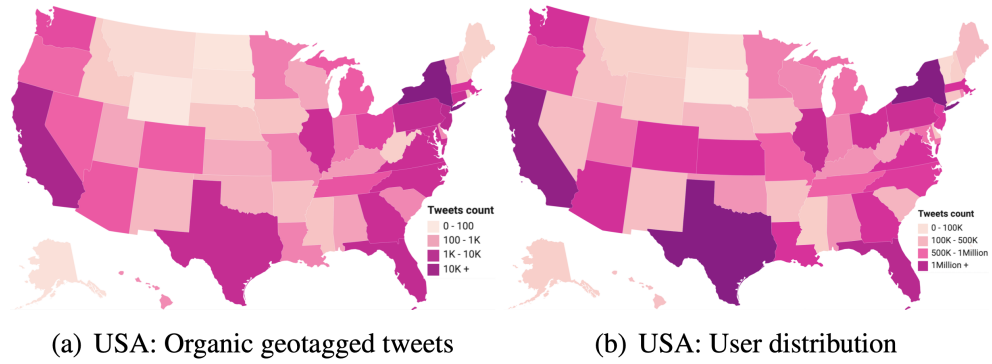 Tweets count
0 - 100
100 - 1K
1K - 10K
10K +
Tweets count
0 - 100K
100K - 500K
500K - 1Million
1Million +
(a) USA: Organic geotagged tweets
(b) USA: User distribution